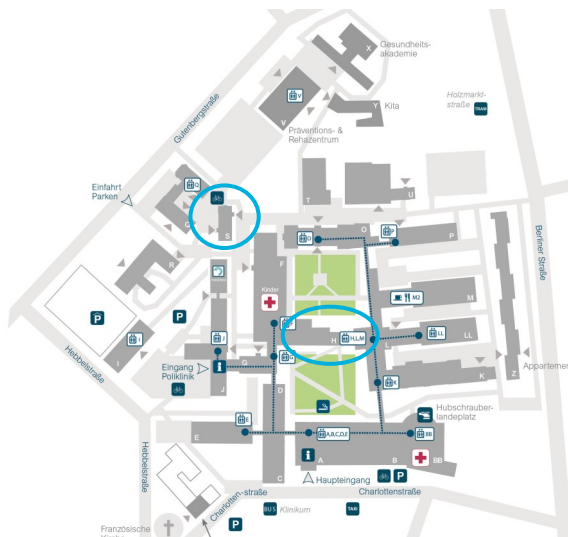 X
Gesundheits-
akademie
V
V
Y
Kita
Holzmarkt-
straße
TRAM
Gutenbergstraße
Präventions- &
Rehazentrum
Einfahrt
Parken
Q
S
T
U
R
O
O
P
P
F
Berliner Straße
Kinder
M2
M
P
P
I
I
J
H
H,L,M
L
LL
LL
Hebbelstraße
Eingang
Poliklinik
i
G
J
D
K
K
Z
Appartemen
Hubschrauber-
landeplatz
E
E
A,B,C,D,E
BB
Hebbelstraße
C
i
A
B
P
BB
Haupteingang
Charlottenstraße
Charlotten-straße
BUS Klinikum
TAXI
P
Französische